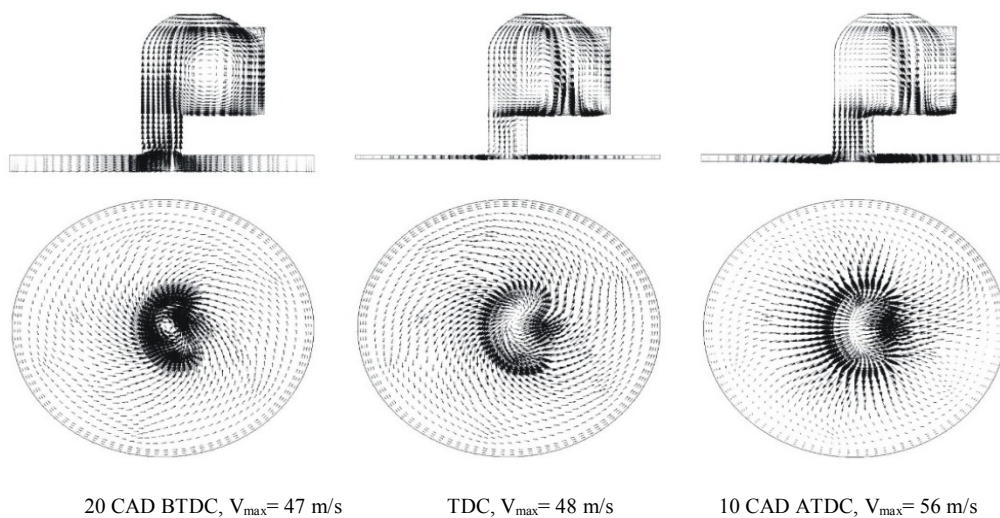 20 CAD BTDC, Vmax= 47 m/s
TDC, Vmax= 48 m/s
10 CAD ATDC, Vmax= 56 m/s